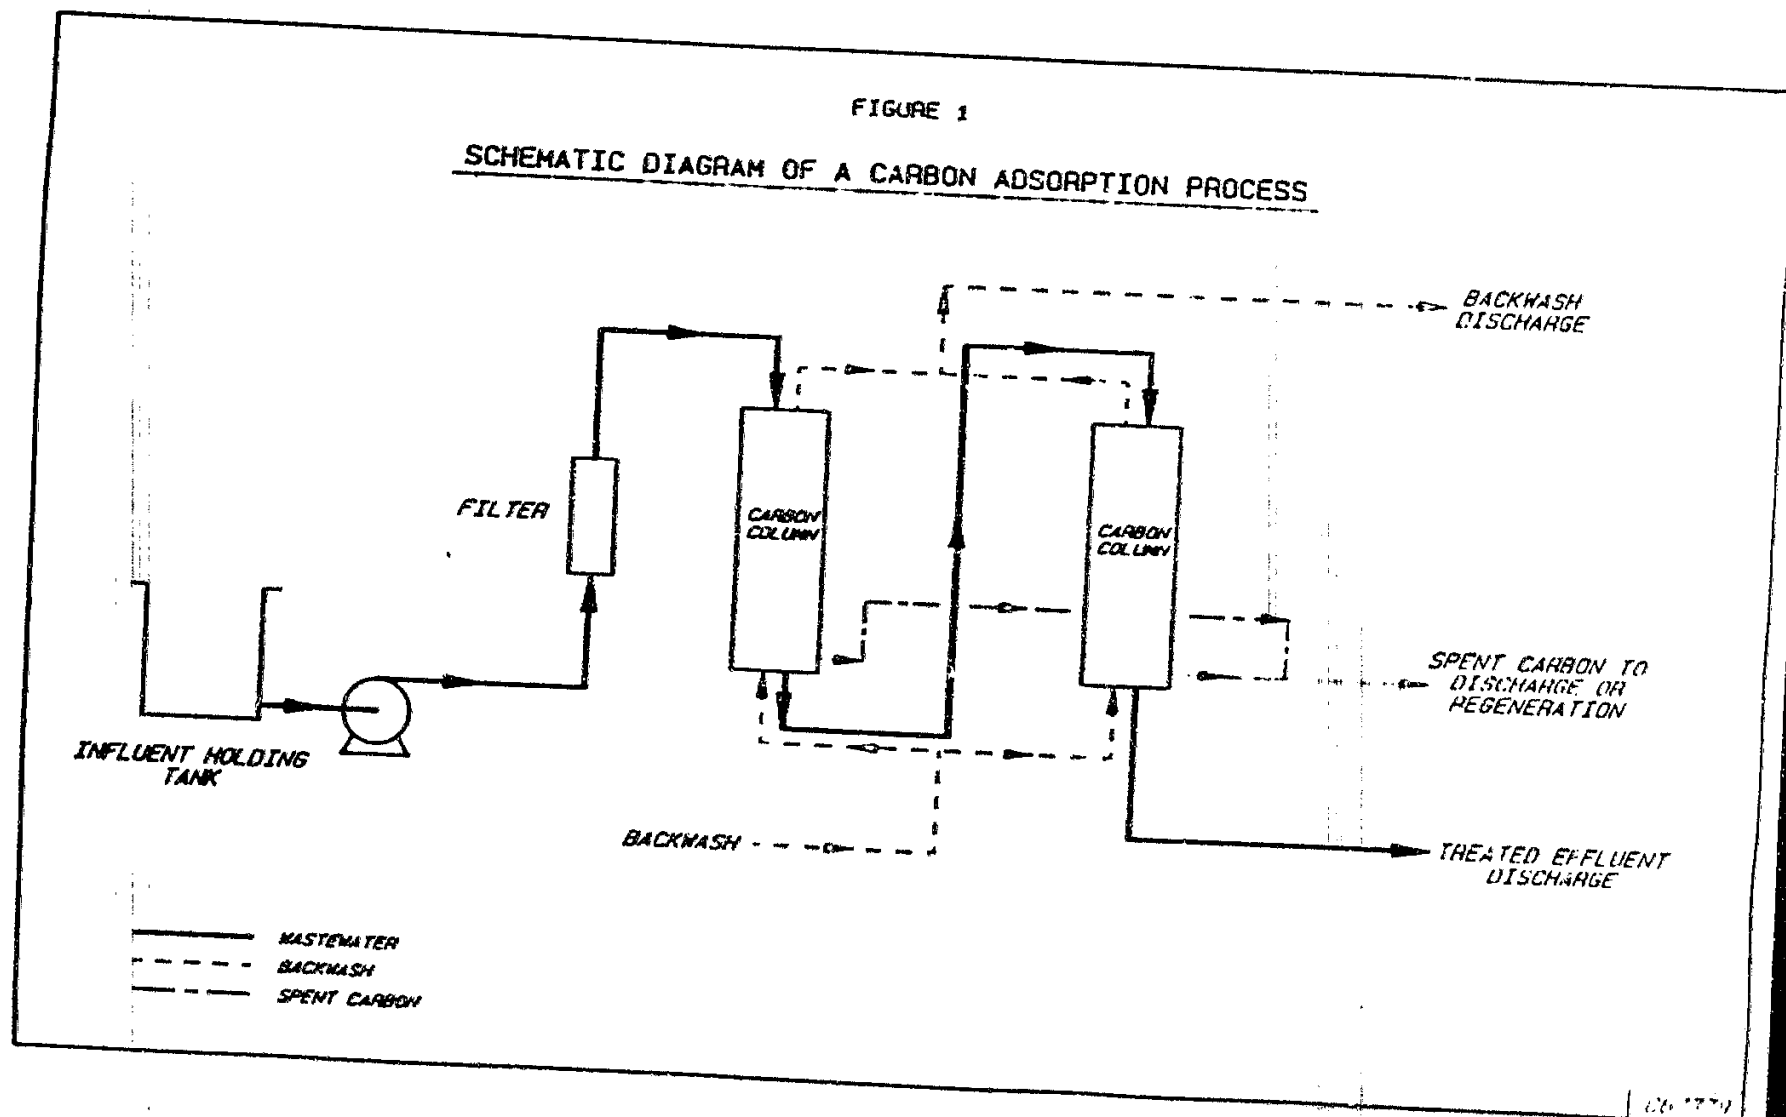 FIGURE 1
SCHEMATIC DIAGRAM OF A CARBON ADSORPTION PROCESS
BACKWASH
DISCHARGE
FILTER
CARBON
COLUMN
CARBON
COLUMN
SPENT CARBON TO
DISCHARGE OR
REGENERATION
INFLUENT HOLDING
TANK
BACKWASH
TREATED EFFLUENT
DISCHARGE
WASTEWATER
BACKWASH
SPENT CARBON